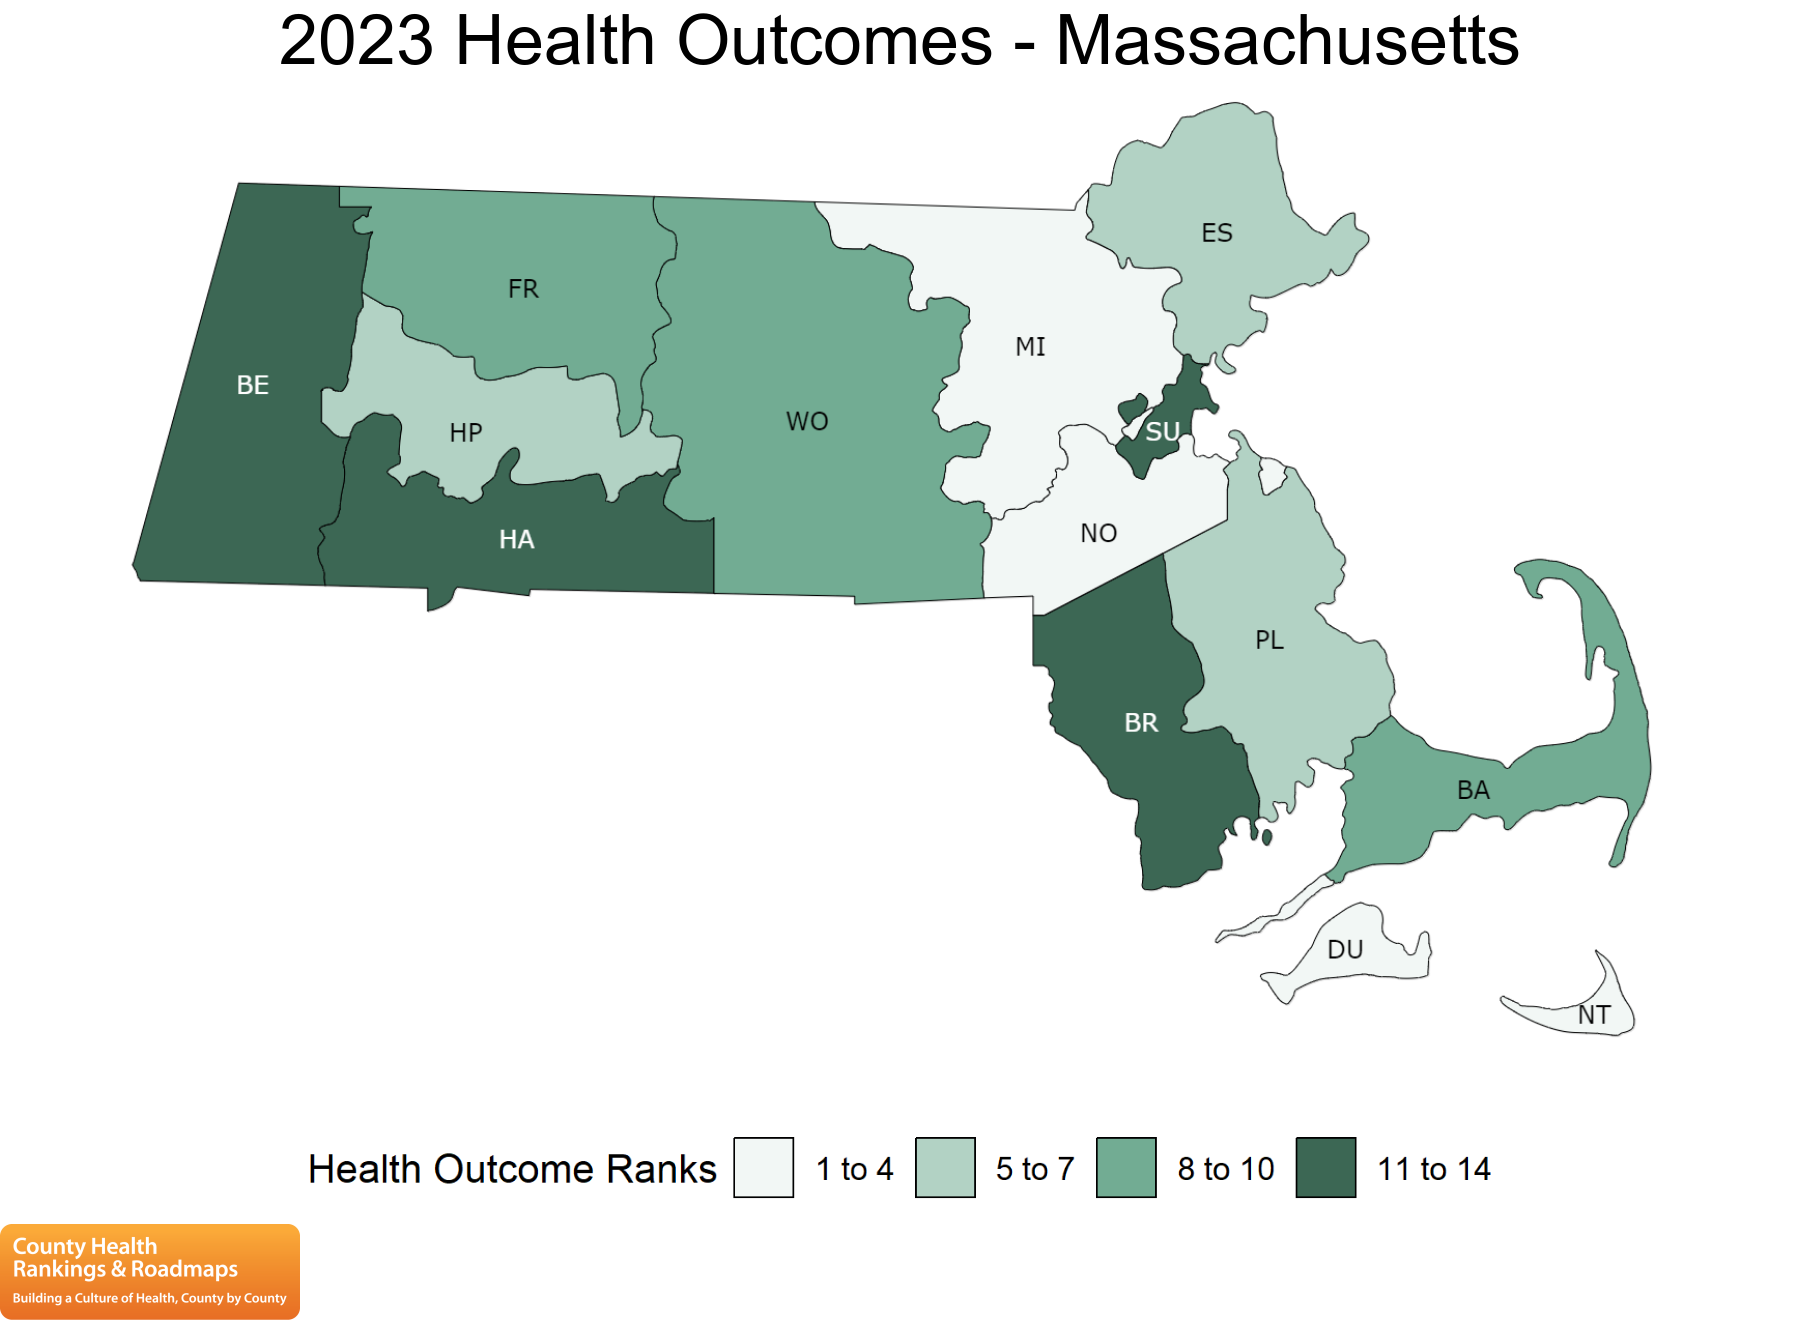 2023 Health Outcomes - Massachusetts
ES
FR
MI
BE
WO
HP
SU
NO
HA
PL
BR
BA
DU
NT
Health Outcome Ranks 1 to 4 5 to 7 8 to 10 11 to 14
County Health
Rankings & Roadmaps
Building a Culture of Health, County by County